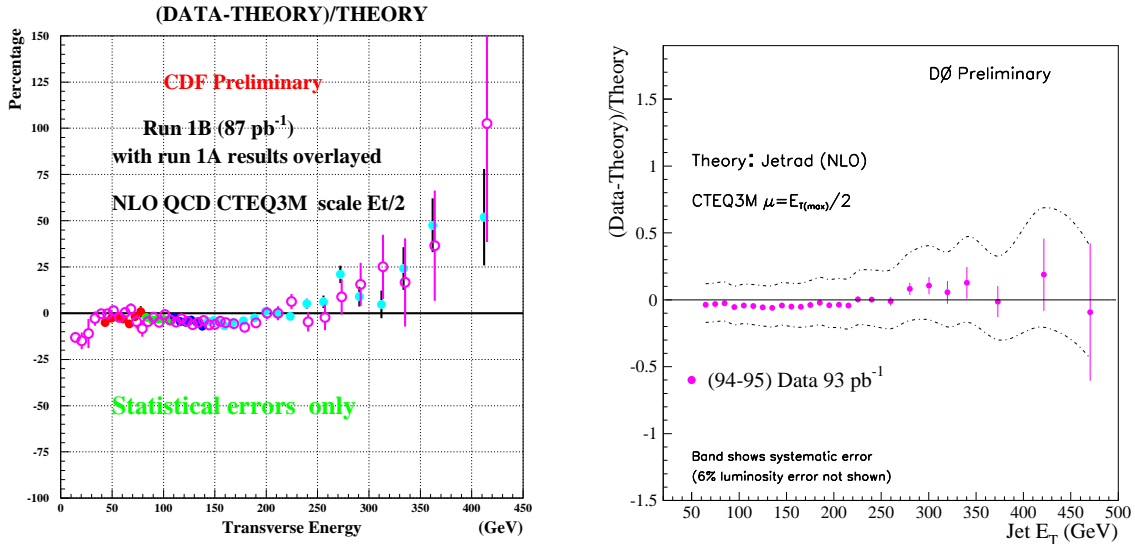 (DATA-THEORY)/THEORY
Percentage
150
125
100
75
50
25
0
-25
-50
-75
-100
CDF Preliminary
Run 1B (87 pb-1)
with run 1A results overlayed
NLO QCD CTEQ3M scale Et/2
Statistical errors only
0 50 100 150 200 250 300 350 400 450
Transverse Energy (GeV)
(Data-Theory)/Theory
1.5
1
0.5
0
-0.5
-1
-1.5
DØ Preliminary
Theory: Jetrad (NLO)
CTEQ3M μ=ET(max)/2
(94-95) Data 93 pb-1
Band shows systematic error
(6% luminosity error not shown)
50 100 150 200 250 300 350 400 450 500
Jet ET (GeV)